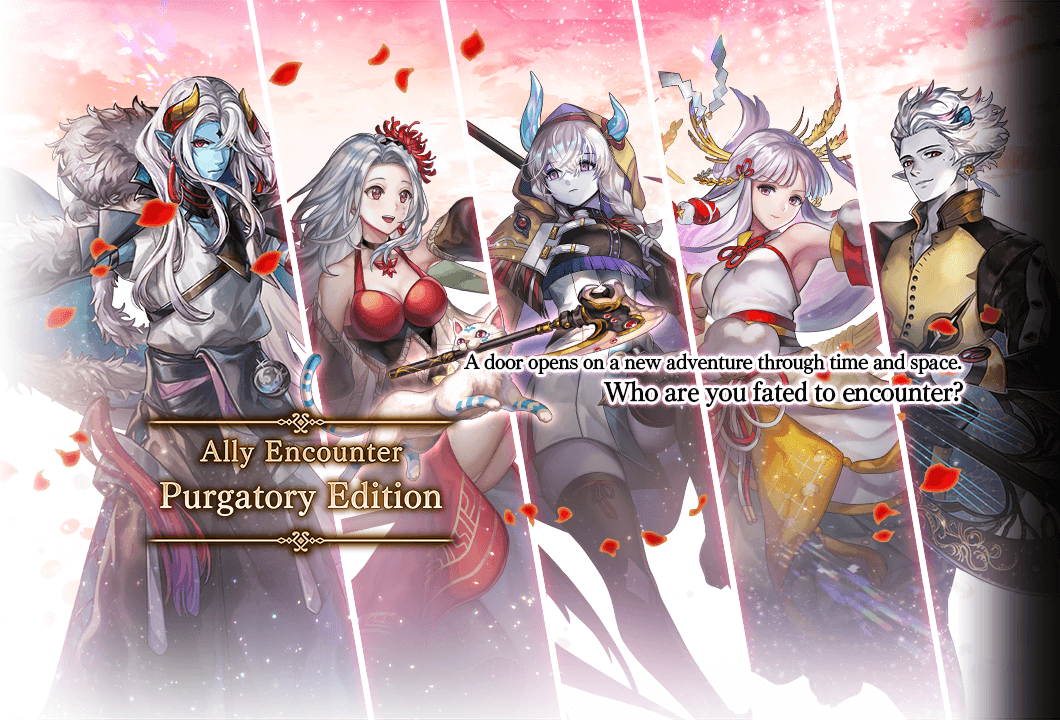 A door opens on a new adventure through time and space.
Who are you fated to encounter?
Ally Encounter
Purgatory Edition